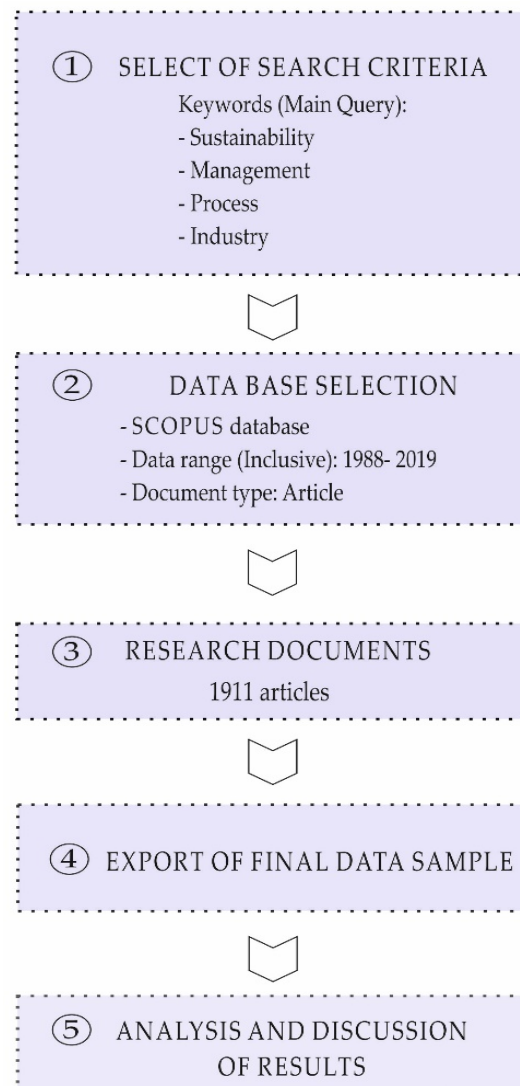 ① SELECT OF SEARCH CRITERIA
Keywords (Main Query):
- Sustainability
- Management
- Process
- Industry
② DATA BASE SELECTION
- SCOPUS database
- Data range (Inclusive): 1988- 2019
- Document type: Article
③ RESEARCH DOCUMENTS
1911 articles
④ EXPORT OF FINAL DATA SAMPLE
⑤ ANALYSIS AND DISCUSSION
OF RESULTS